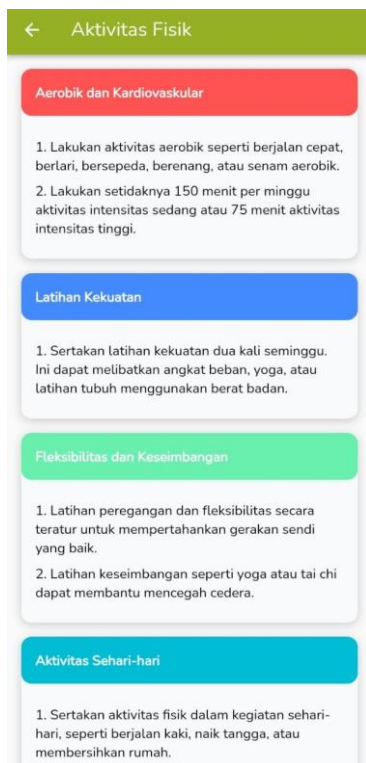 Aktivitas Fisik
Aerobik dan Kardiovaskular
1. Lakukan aktivitas aerobik seperti berjalan cepat,
berlari, bersepeda, berenang, atau senam aerobik.
2. Lakukan setidaknya 150 menit per minggu
aktivitas intensitas sedang atau 75 menit aktivitas
intensitas tinggi.
Latihan Kekuatan
1. Sertakan latihan kekuatan dua kali seminggu.
Ini dapat melibatkan angkat beban, yoga, atau
latihan tubuh menggunakan berat badan.
Fleksibilitas dan Keseimbangan
1. Latihan peregangan dan fleksibilitas secara
teratur untuk mempertahankan gerakan sendi
yang baik.
2. Latihan keseimbangan seperti yoga atau tai chi
dapat membantu mencegah cedera.
Aktivitas Sehari-hari
1. Sertakan aktivitas fisik dalam kegiatan sehari-
hari, seperti berjalan kaki, naik tangga, atau
membersihkan rumah.